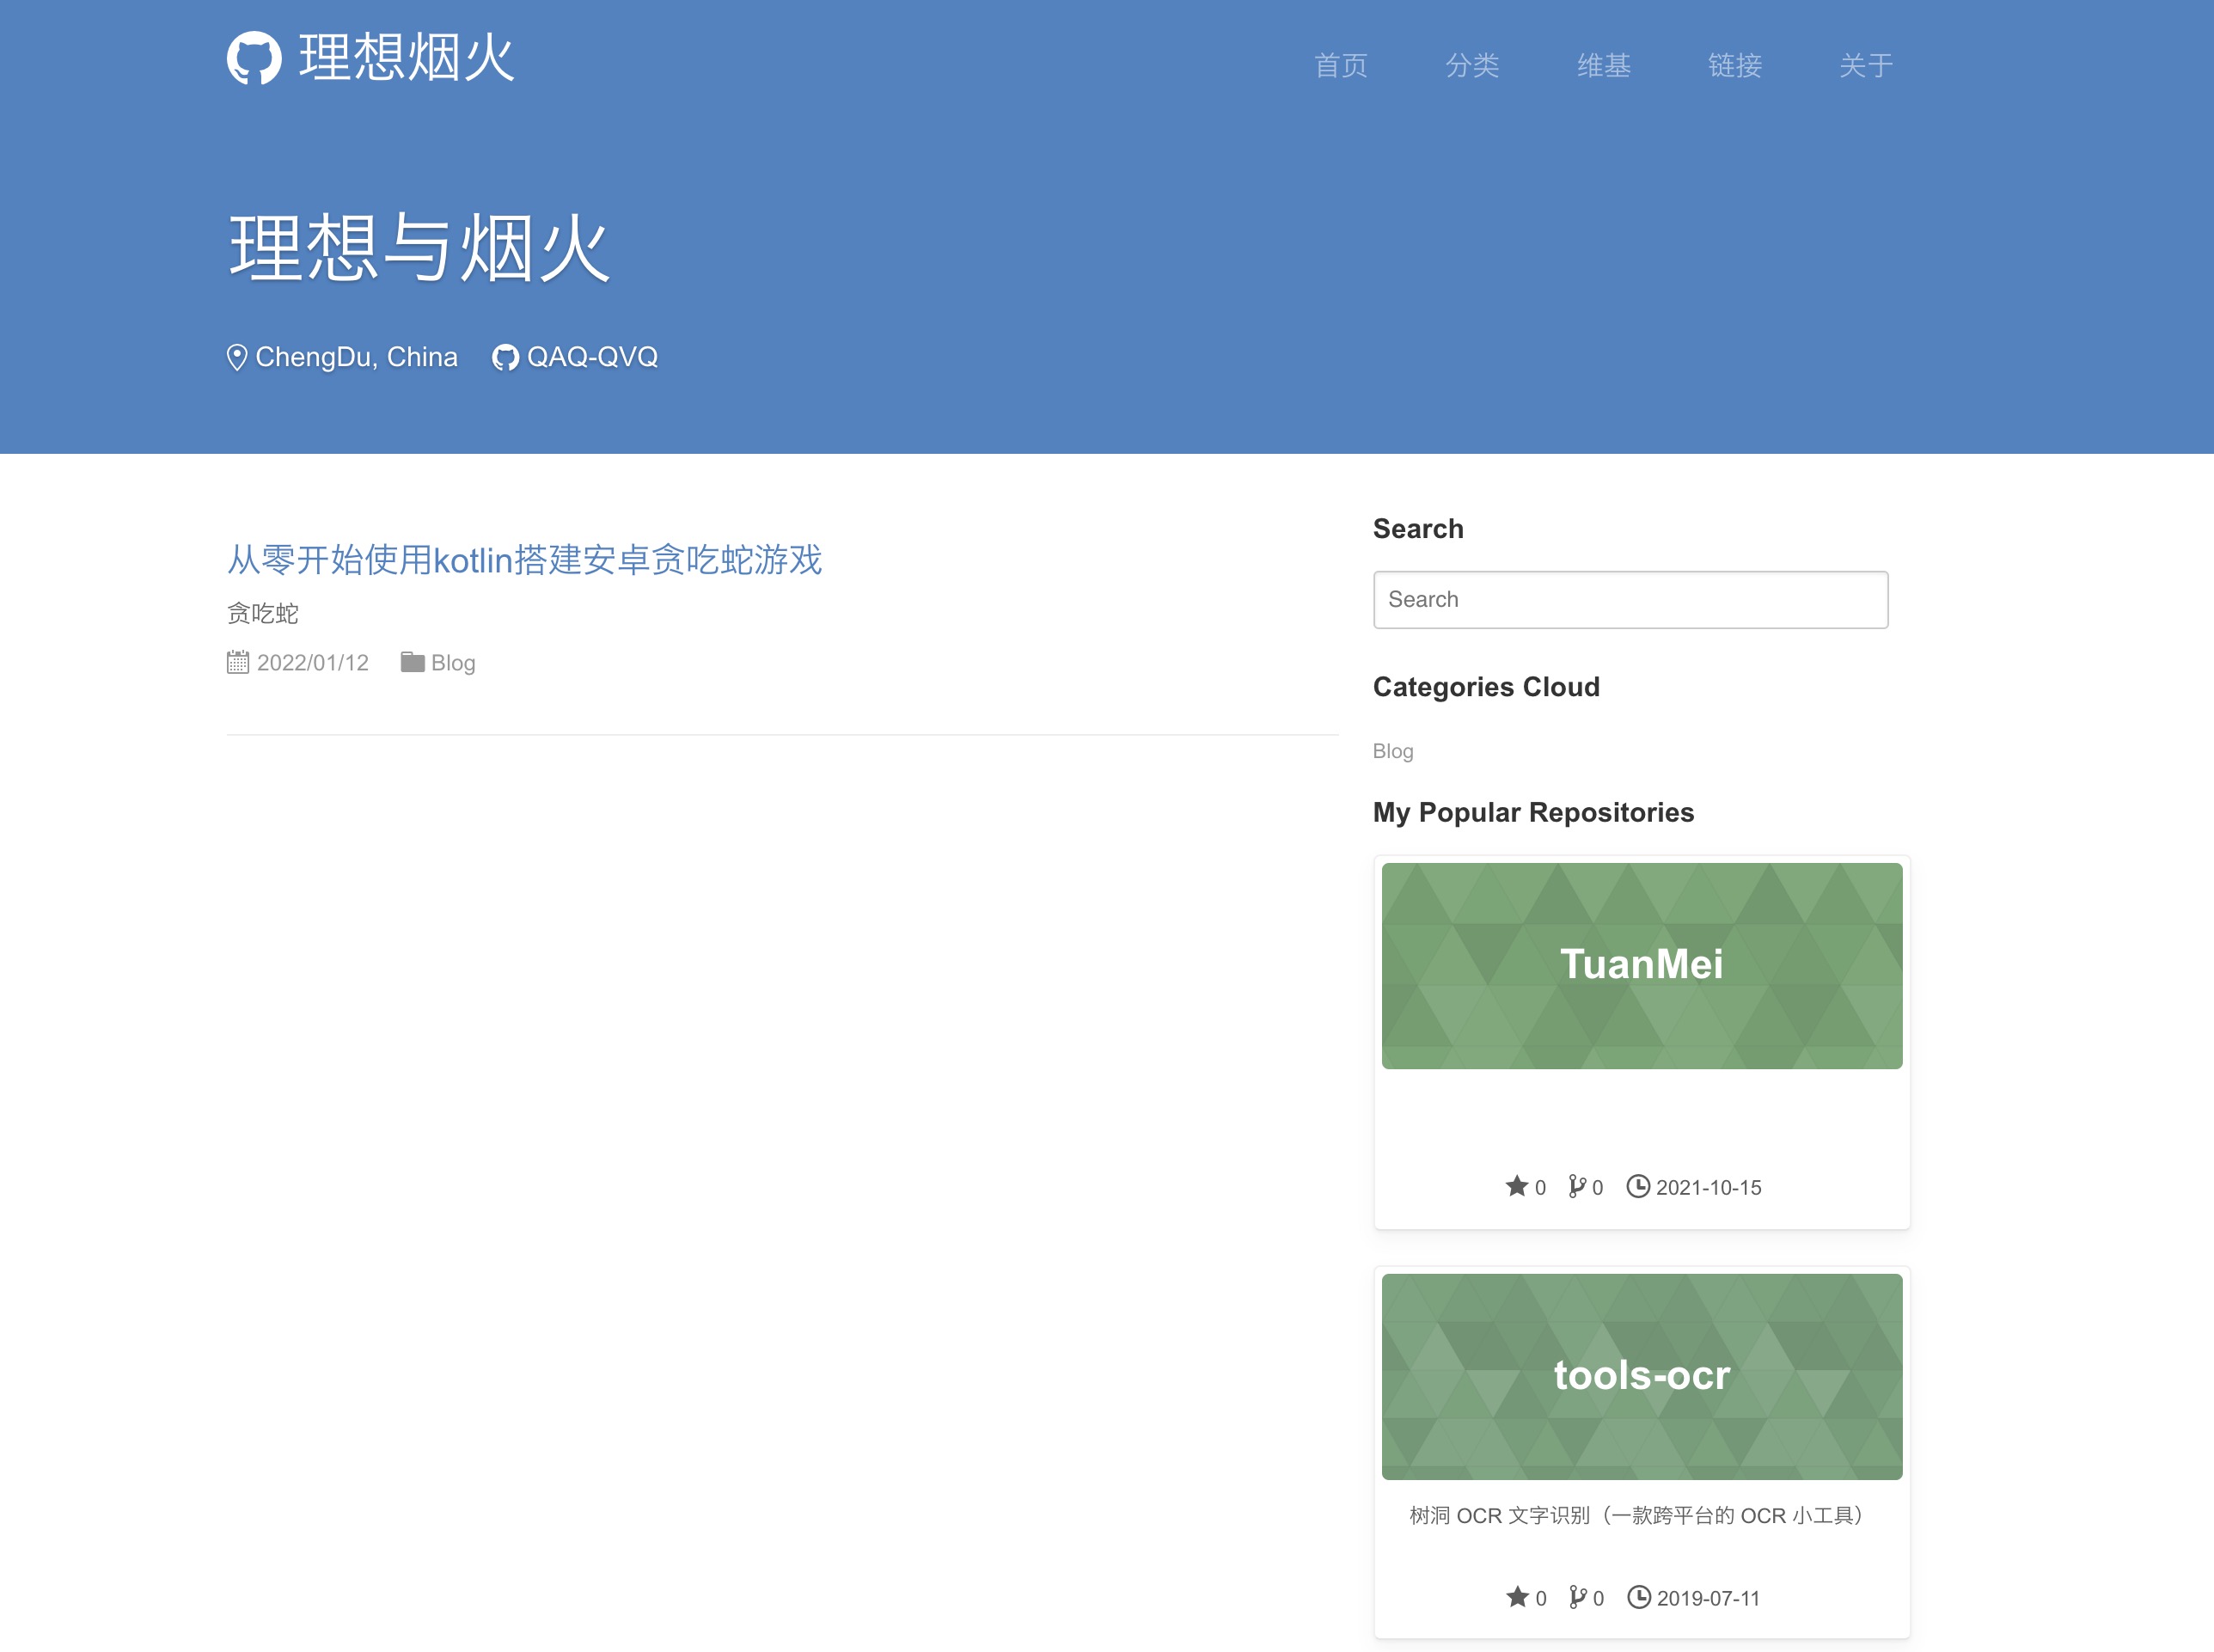 理想烟火
首页 分类 维基 链接 关于
理想与烟火
ChengDu, China QAQ-QVQ
从零开始使用kotlin搭建安卓贪吃蛇游戏
贪吃蛇
2022/01/12 Blog
Search
Search
Categories Cloud
Blog
My Popular Repositories
TuanMei
0 0 2021-10-15
tools-ocr
树洞 OCR 文字识别（一款跨平台的 OCR 小工具）
0 0 2019-07-11